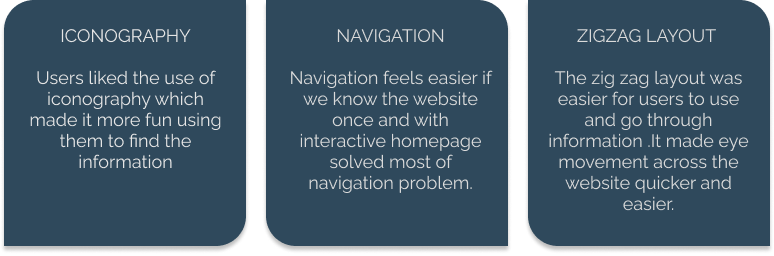 ICONOGRAPHY
Users liked the use of
iconography which
made it more fun using
them to find the
information
NAVIGATION
Navigation feels easier if
we know the website
once and with
interactive homepage
solved most of
navigation problem.
ZIGZAG LAYOUT
The zig zag layout was
easier for users to use
and go through
information .It made eye
movement across the
website quicker and
easier.